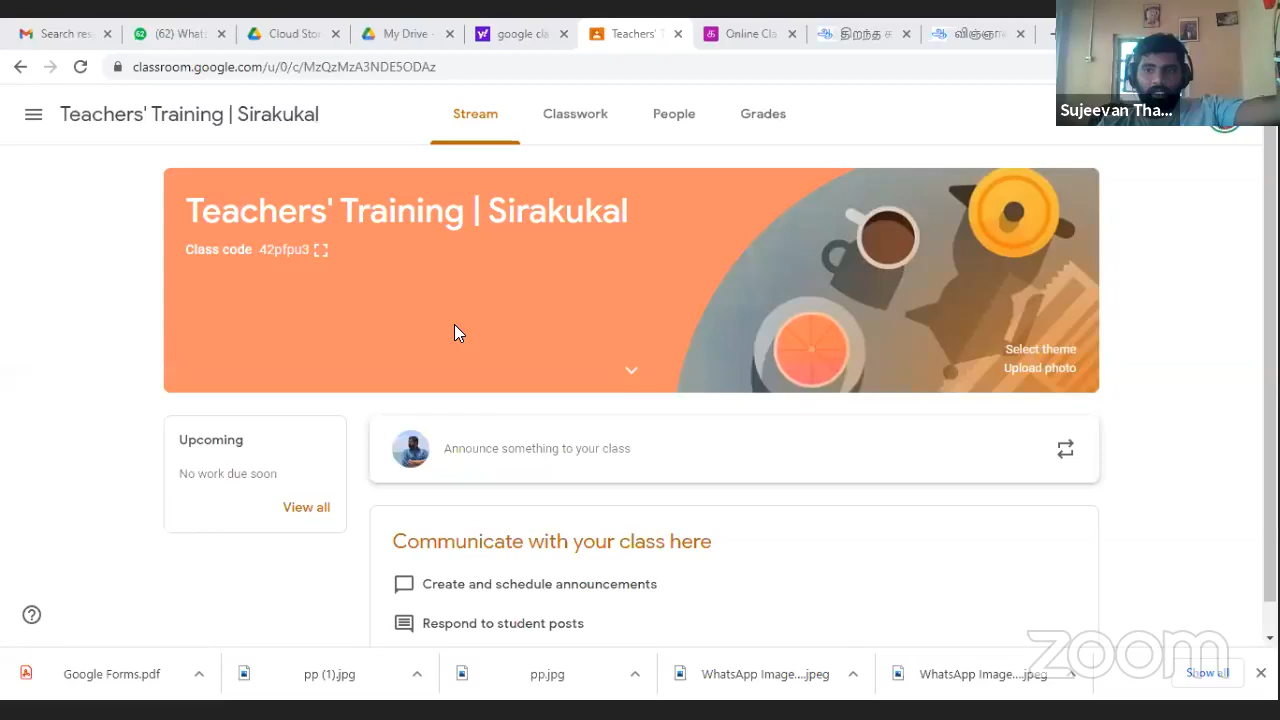 Search res
(62) What
Cloud Sto
My Drive -
google cla
Teachers' T
Online Cla
திறந்த ச
classroom.google.com/u/0/c/MzQzMzA3NDE5ODAz
Teachers' Training | Sirakukal
Stream
Classwork
People
Grades
Sujeevan Tha...
Teachers' Training | Sirakukal
Class code 42pfpu3
Select theme
Upload photo
Upcoming
No work due soon
View all
Announce something to your class
Communicate with your class here
Create and schedule announcements
Respond to student posts
zoom
Google Forms.pdf
pp (1).jpg
pp.jpg
WhatsApp Image....jpeg
WhatsApp Image....jpeg
Show all